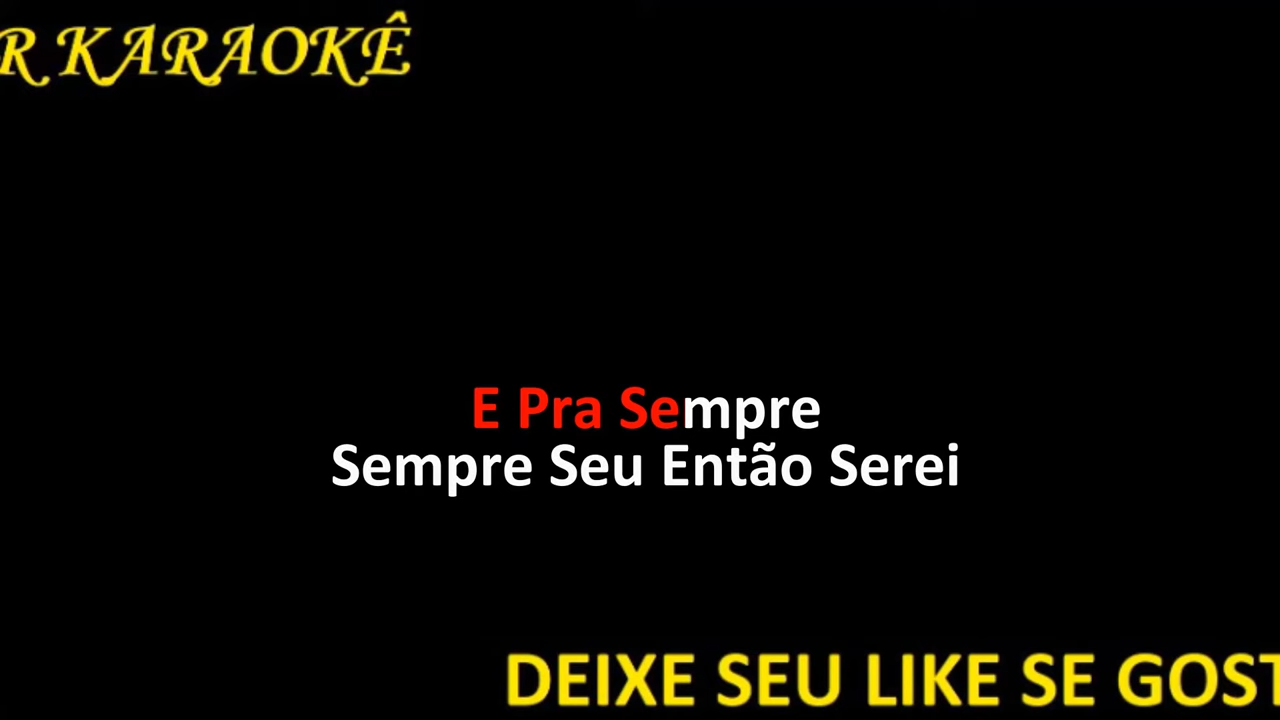 R KARAOKÊ
E Pra Sempre
Sempre Seu Então Serei
DEIXE SEU LIKE SE GOST